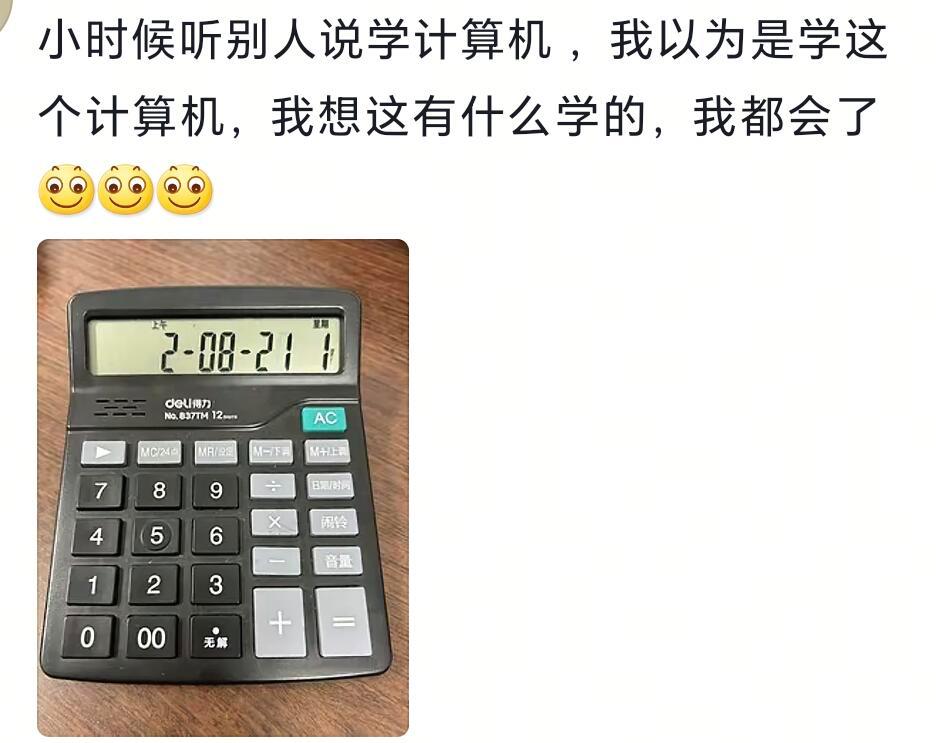 小时候听别人说学计算机，我以为是学这
个计算机，我想这有什么学的，我都会了
上午 星期
2-08-21 1
deli得力
No.837TM 12 DIGITS
AC
▶ MC/24点 MR/设定 M−/下调 M+/上调
7 8 9 ÷ 日期/时间
4 5 6 × 闹铃
1 2 3 − 音量
0 00 · 无解 + =